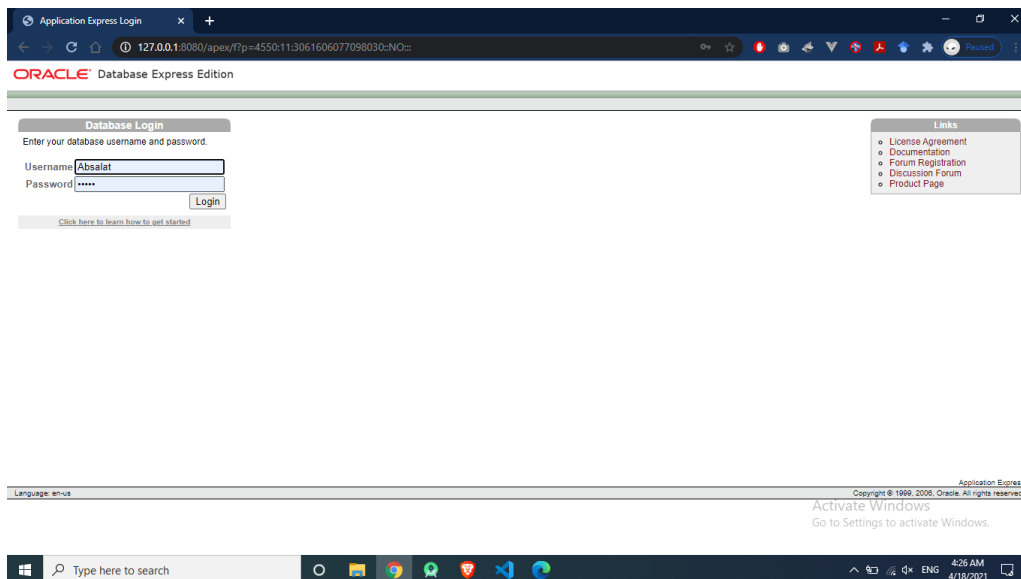 Application Express Login
127.0.0.1:8080/apex/f?p=4550:11:3061606077098030::NO:::
Paused
ORACLE Database Express Edition
Database Login
Enter your database username and password.
Username Absalat
Password •••••
Login
Click here to learn how to get started
Links
License Agreement
Documentation
Forum Registration
Discussion Forum
Product Page
Application Expres
Language: en-us
Copyright © 1999, 2006, Oracle. All rights reserved
Activate Windows
Go to Settings to activate Windows.
Type here to search
ENG
4:26 AM
4/18/2021